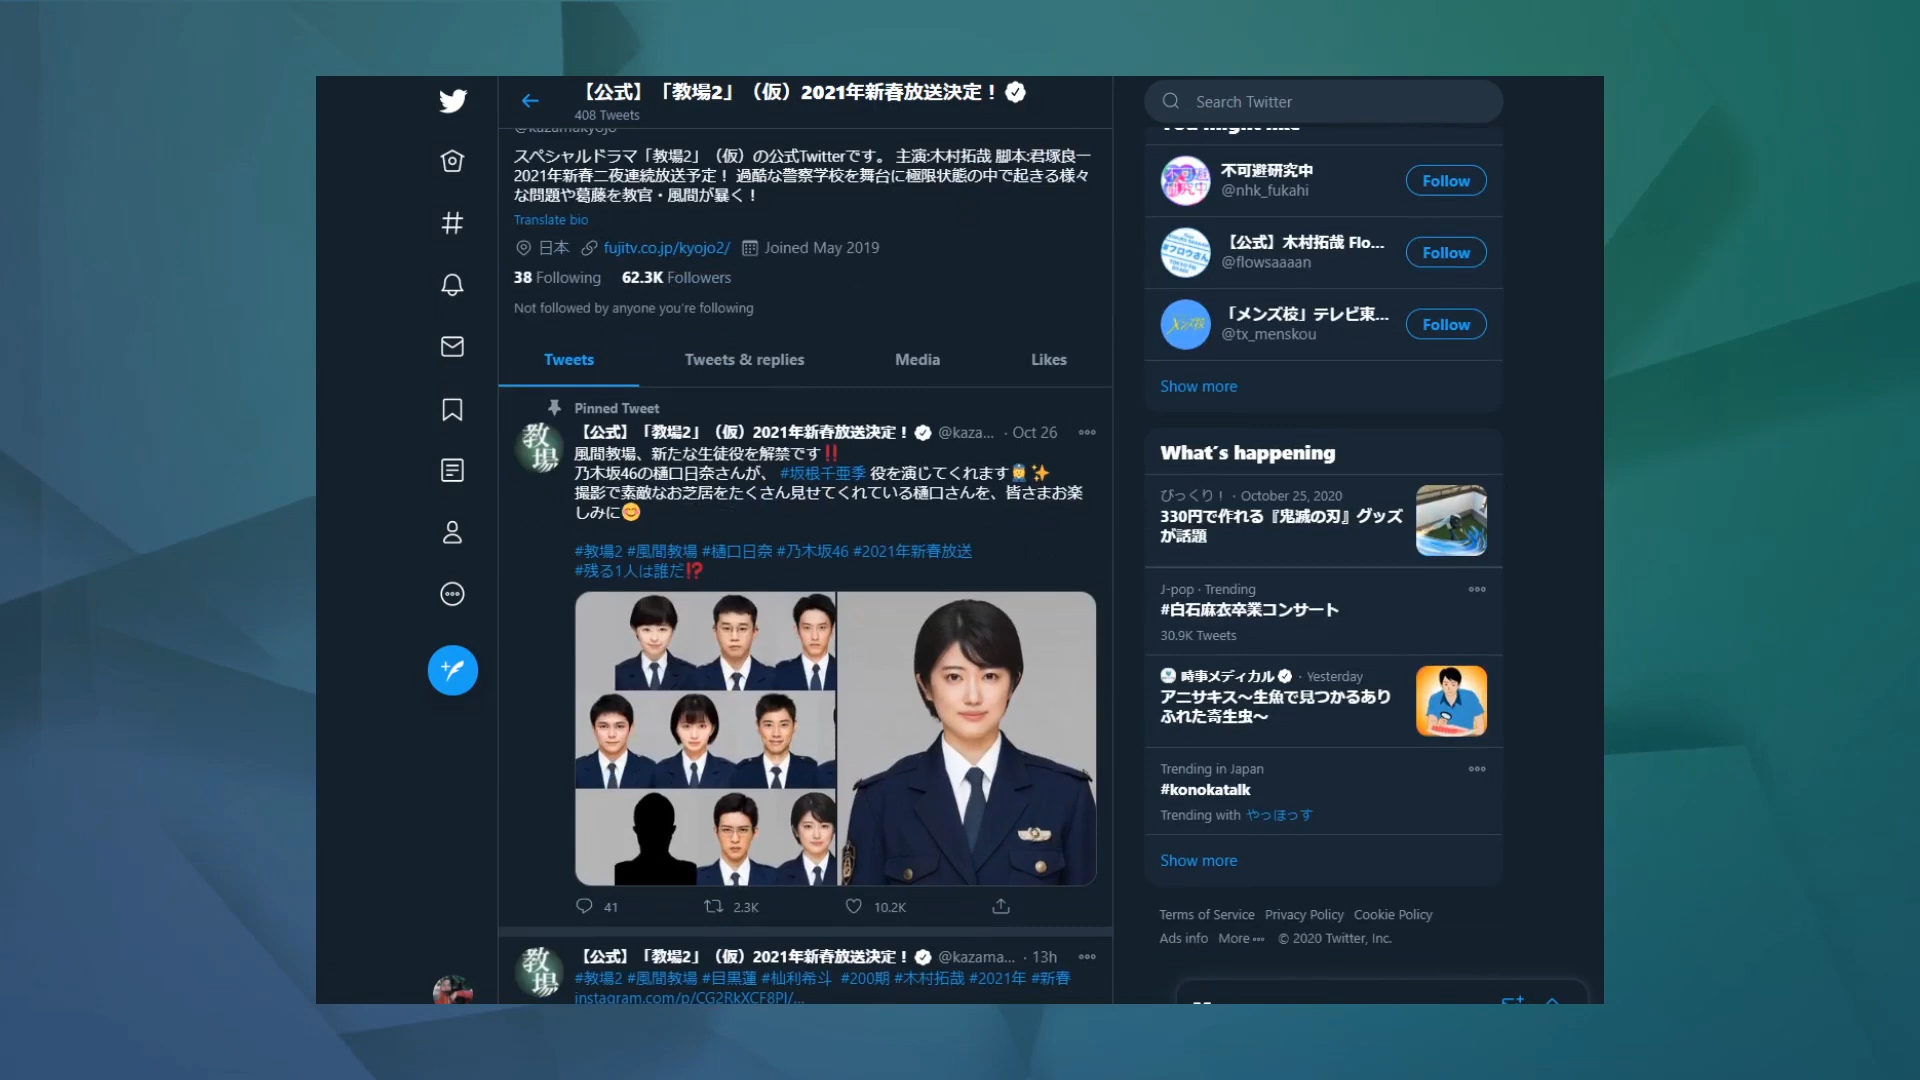 【公式】「教場2」（仮）2021年新春放送決定！
408 Tweets
@kazamakyojo
スペシャルドラマ「教場2」（仮）の公式Twitterです。 主演:木村拓哉 脚本:君塚良一
2021年新春二夜連続放送予定！ 過酷な警察学校を舞台に極限状態の中で起きる様々
な問題や葛藤を教官・風間が暴く！
Translate bio
日本 fujitv.co.jp/kyojo2/ Joined May 2019
38 Following 62.3K Followers
Not followed by anyone you're following
Tweets Tweets & replies Media Likes
Pinned Tweet
【公式】「教場2」（仮）2021年新春放送決定！ @kaza... · Oct 26
風間教場、新たな生徒役を解禁です‼
乃木坂46の樋口日奈さんが、 #坂根千亜季 役を演じてくれます👮✨
撮影で素敵なお芝居をたくさん見せてくれている樋口さんを、皆さまお楽
しみに😊
#教場2 #風間教場 #樋口日奈 #乃木坂46 #2021年新春放送
#残る1人は誰だ⁉
教場
41 2.3K 10.2K
【公式】「教場2」（仮）2021年新春放送決定！ @kazama... · 13h
#教場2 #風間教場 #目黒蓮 #杣利希斗 #200期 #木村拓哉 #2021年 #新春
instagram.com/p/CG2RkXCF8PJ/...
教場
Search Twitter
You might like
不可避研究中
@nhk_fukahi
Follow
【公式】木村拓哉 Flo...
@flowsaaaan
Follow
「メンズ校」テレビ東...
@tx_menskou
Follow
Show more
What's happening
びっくり！ · October 25, 2020
330円で作れる『鬼滅の刃』グッズ
が話題
J-pop · Trending
#白石麻衣卒業コンサート
30.9K Tweets
時事メディカル · Yesterday
アニサキス～生魚で見つかるあり
ふれた寄生虫～
Trending in Japan
#konokatalk
Trending with やっほっす
Show more
Terms of Service Privacy Policy Cookie Policy
Ads info More ··· © 2020 Twitter, Inc.